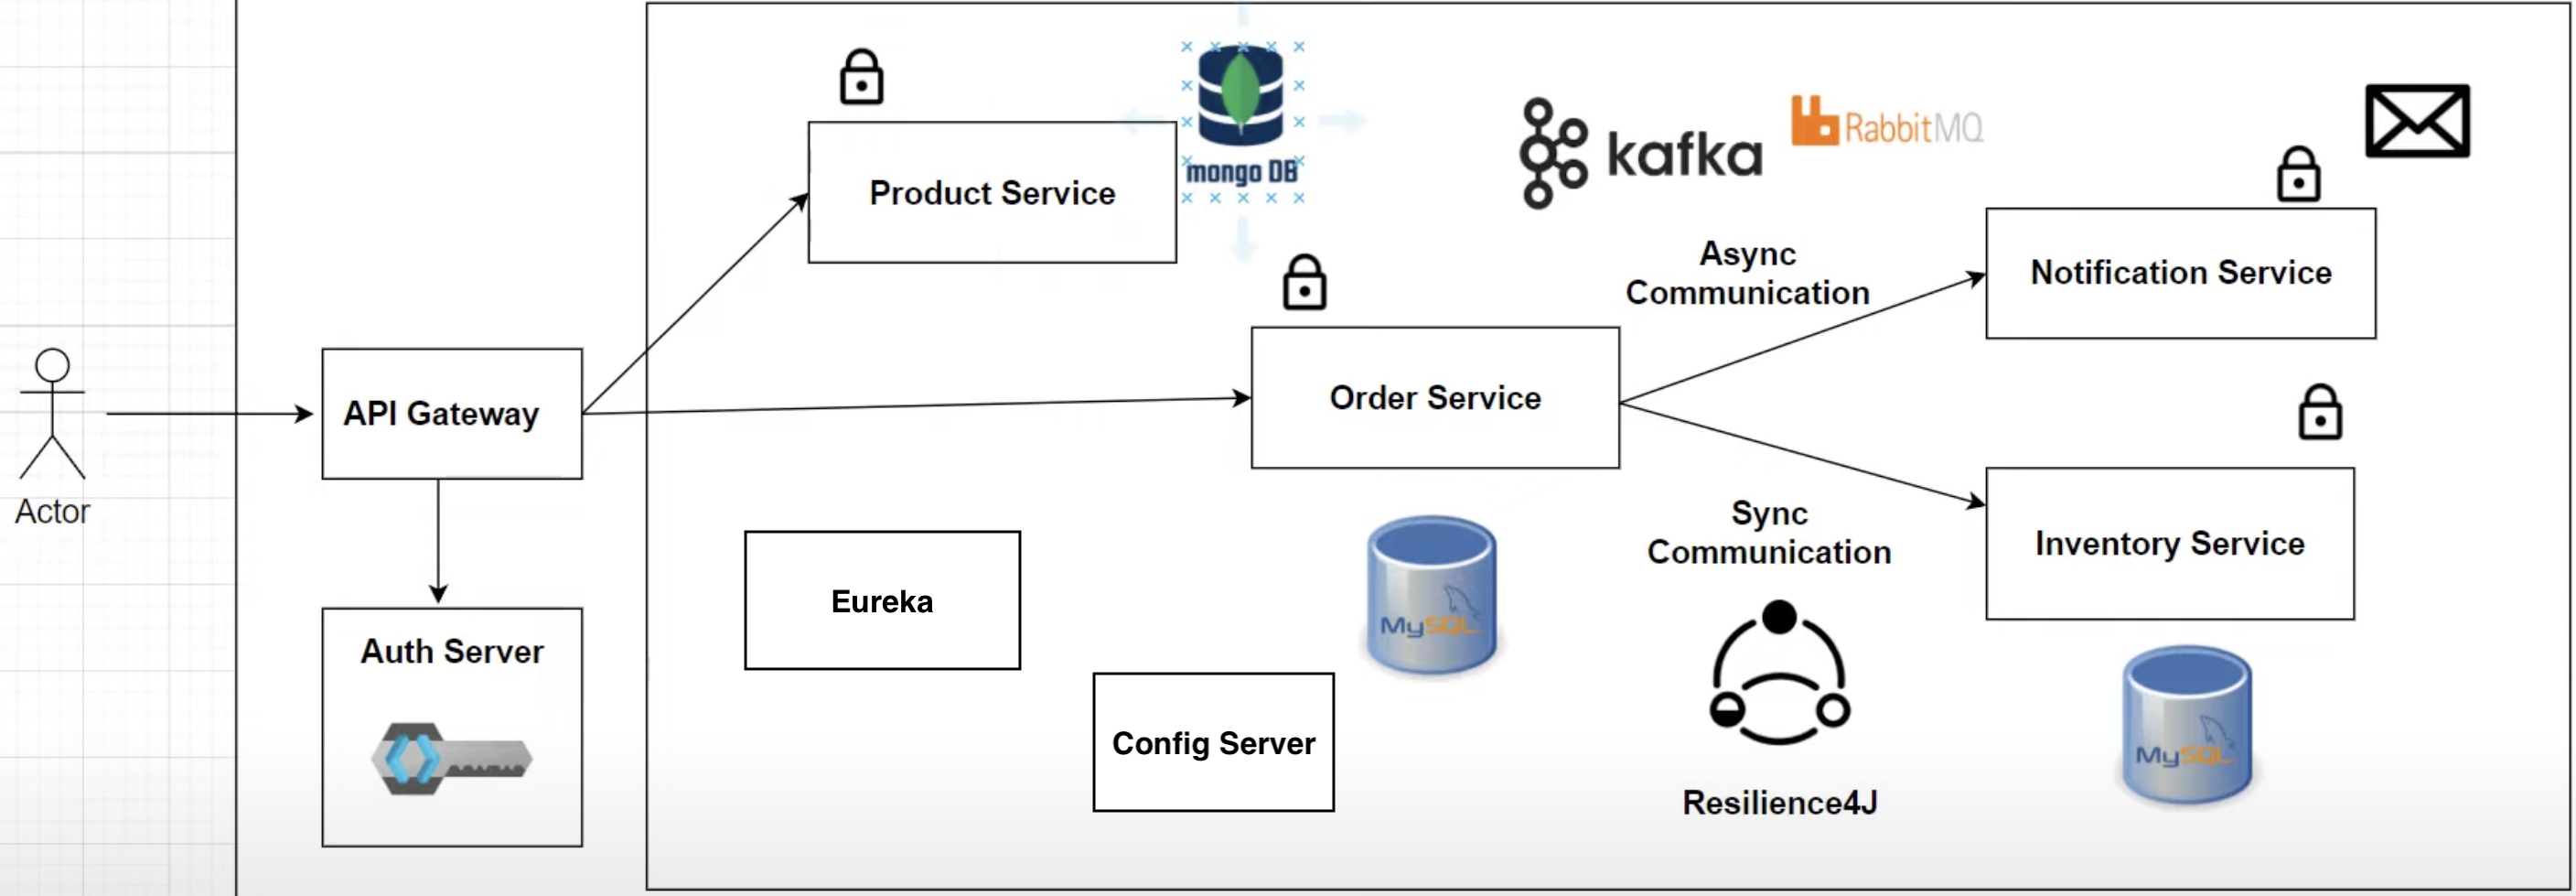 mongo DB
Product Service
kafka
RabbitMQ
Async
Communication
Notification Service
Actor
API Gateway
Order Service
Sync
Communication
Inventory Service
Auth Server
Eureka
Config Server
MySQL
Resilience4J
MySQL